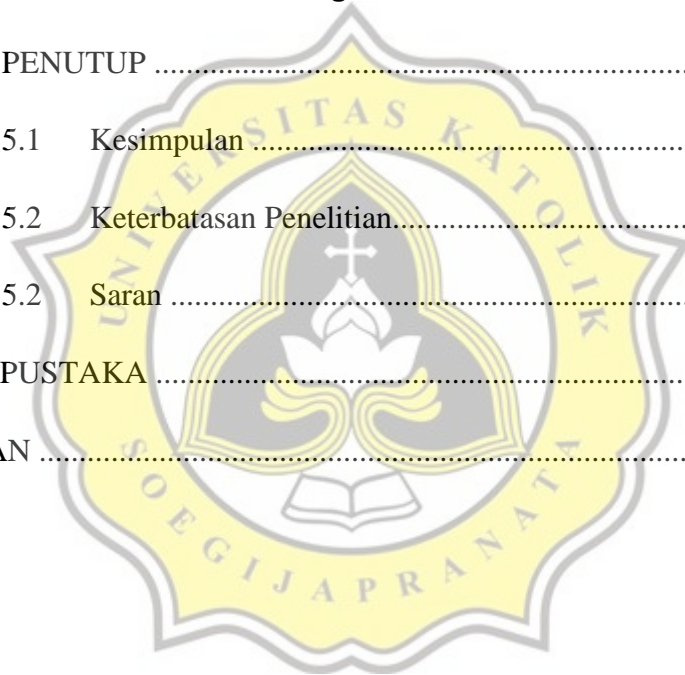 PENUTUP ..........................................................
5.1 Kesimpulan ..............................................
5.2 Keterbatasan Penelitian...............................
5.2 Saran .......................................................
PUSTAKA ..........................................................
AN ......................................................................
UNIVERSITAS KATOLIK
SOEGIJAPRANATA